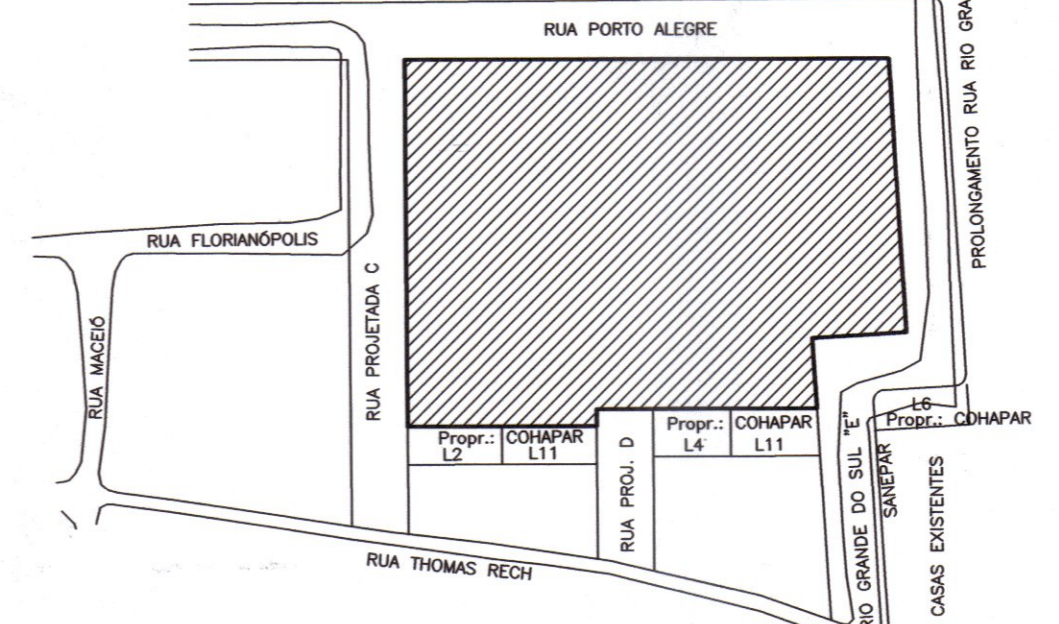 RUA PORTO ALEGRE
PROLONGAMENTO RUA RIO GRA
RUA FLORIANÓPOLIS
RUA MACEIÓ
RUA PROJETADA C
Propr.: COHAPAR
L2 L11
RUA PROJ. D
Propr.: COHAPAR
L4 L11
RIO GRANDE DO SUL "E"
L6
Propr.: COHAPAR
SANEPAR
CASAS EXISTENTES
RUA THOMAS RECH